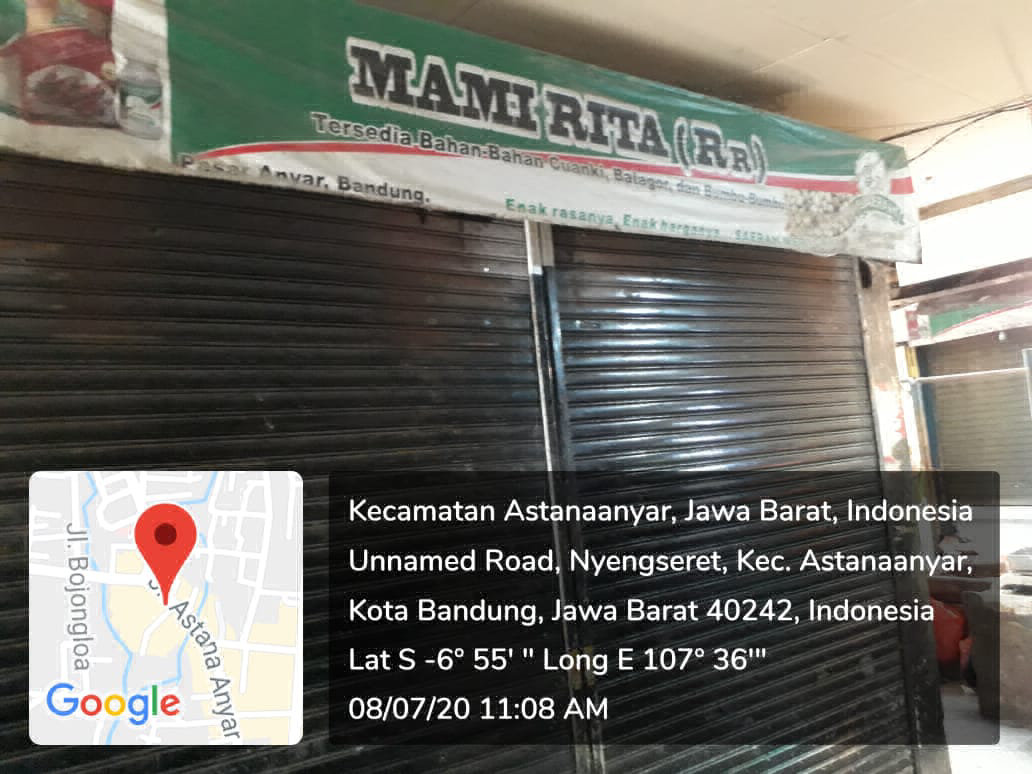 MAMI RITA (RR)
Tersedia Bahan-Bahan Cuanki, Batagor, dan Bumbu-Bumbu
Pasar Anyar, Bandung.
Enak rasanya, Enak harganya
Kecamatan Astanaanyar, Jawa Barat, Indonesia
Unnamed Road, Nyengseret, Kec. Astanaanyar,
Kota Bandung, Jawa Barat 40242, Indonesia
Lat S -6° 55' " Long E 107° 36'"
08/07/20 11:08 AM
Jl. Bojongloa
Astana Anyar
Google